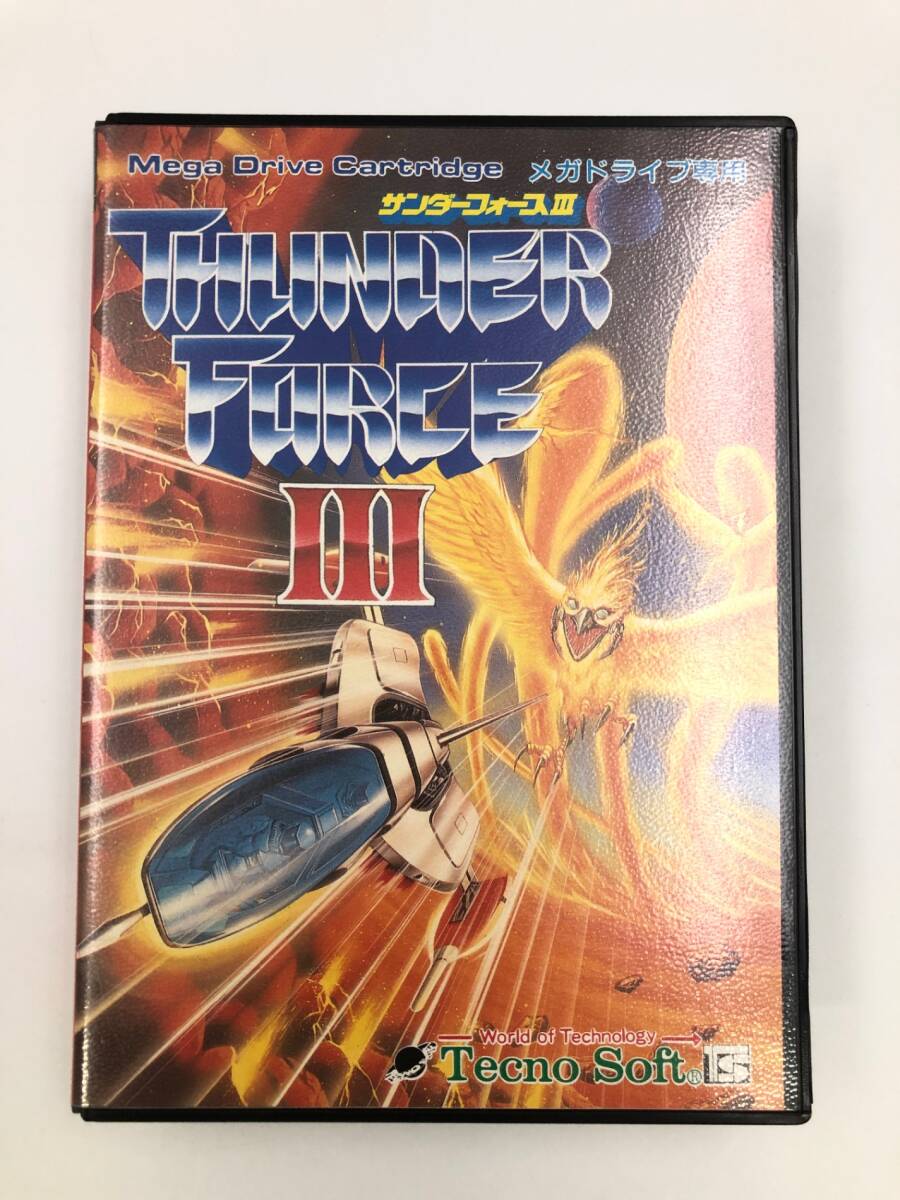 Mega Drive Cartridge メガドライブ専用
サンダーフォースIII
THUNDER
FORCE
III
World of Technology
Tecno Soft®